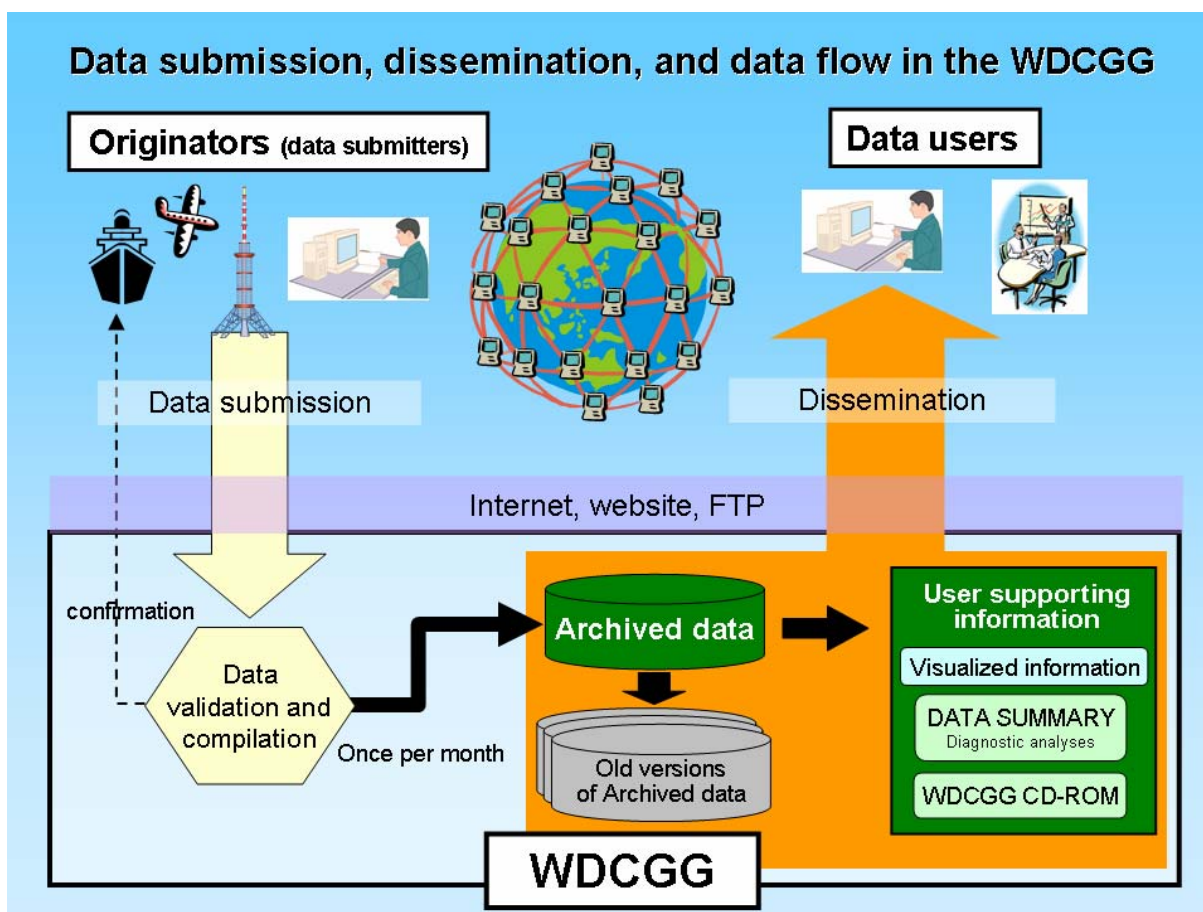 Data submission, dissemination, and data flow in the WDCGG
Originators (data submitters)
Data users
Data submission
Dissemination
Internet, website, FTP
confirmation
Data
validation and
compilation
Once per month
Archived data
Old versions
of Archived data
User supporting
information
Visualized information
DATA SUMMARY
Diagnostic analyses
WDCGG CD-ROM
WDCGG